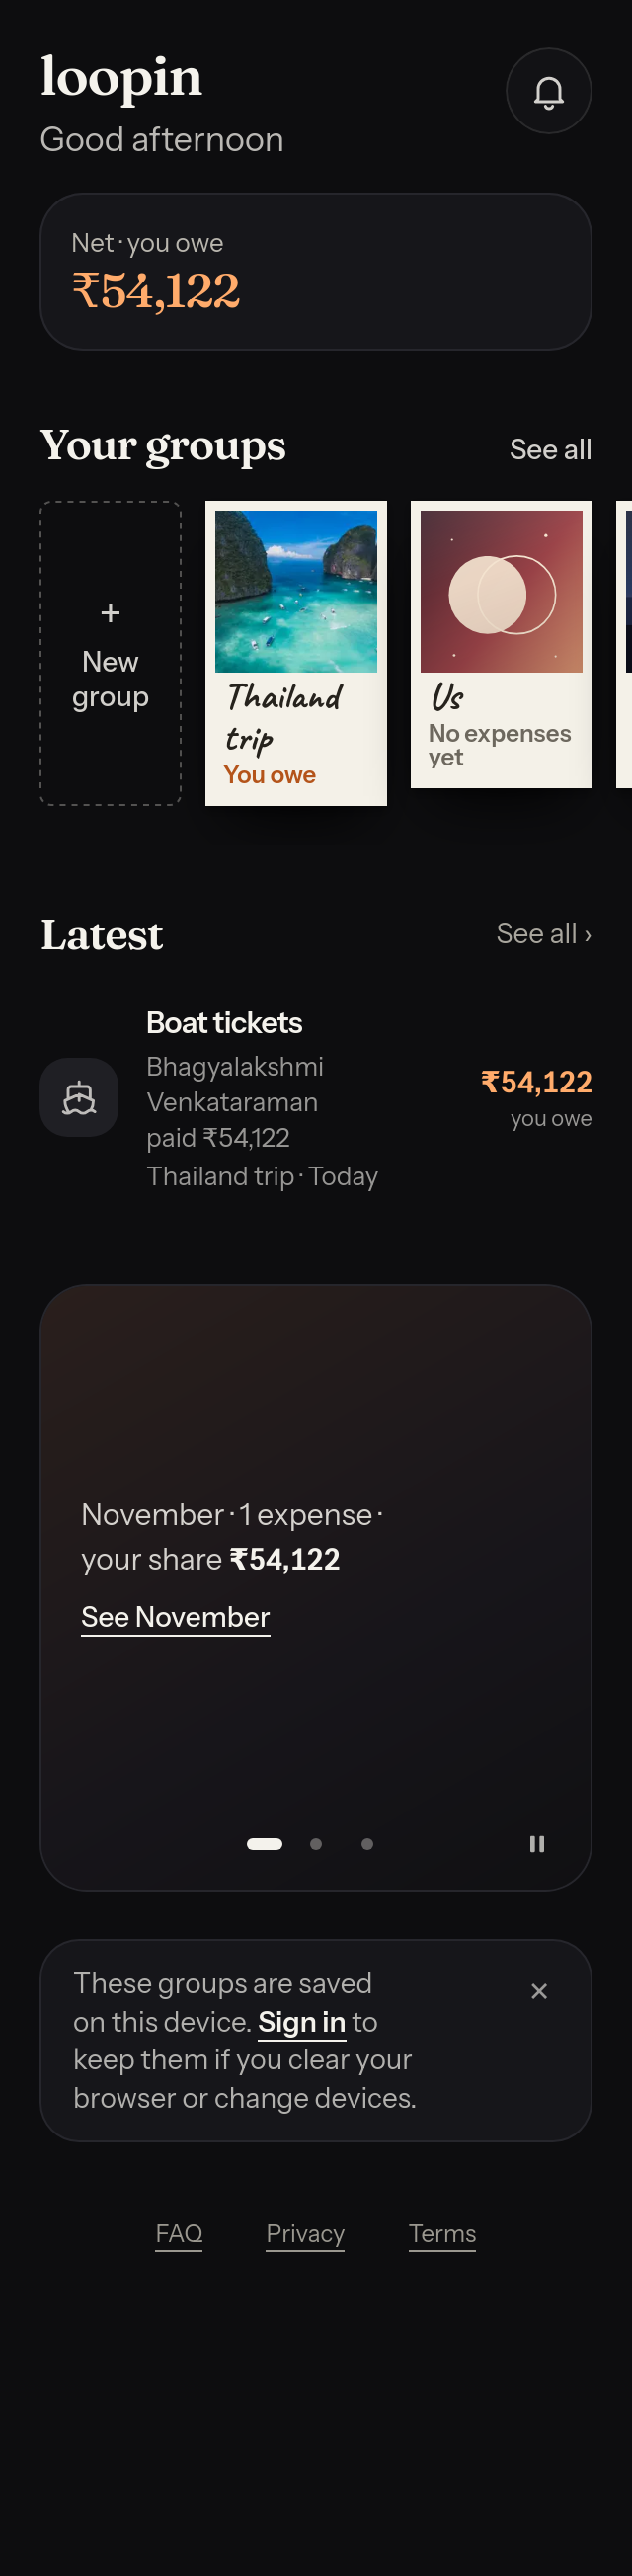 loopin
Good afternoon
Net · you owe
₹54,122
Your groups
See all
+
New
group
Thailand
trip
You owe
Us
No expenses
yet
Latest
See all ›
Boat tickets
Bhagyalakshmi
Venkataraman
paid ₹54,122
Thailand trip · Today
₹54,122
you owe
November · 1 expense ·
your share ₹54,122
See November
These groups are saved
on this device. Sign in to
keep them if you clear your
browser or change devices.
FAQ
Privacy
Terms